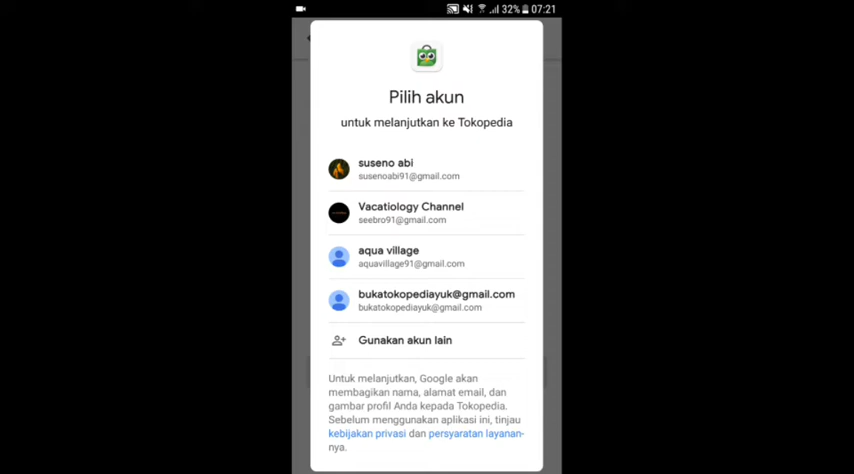 32% 07:21
Pilih akun
untuk melanjutkan ke Tokopedia
suseno abi
susenoabi91@gmail.com
Vacatiology Channel
seebro91@gmail.com
aqua village
aquavillage91@gmail.com
bukatokopediayuk@gmail.com
bukatokopediayuk@gmail.com
Gunakan akun lain
Untuk melanjutkan, Google akan
membagikan nama, alamat email, dan
gambar profil Anda kepada Tokopedia.
Sebelum menggunakan aplikasi ini, tinjau
kebijakan privasi dan persyaratan layanan-
nya.